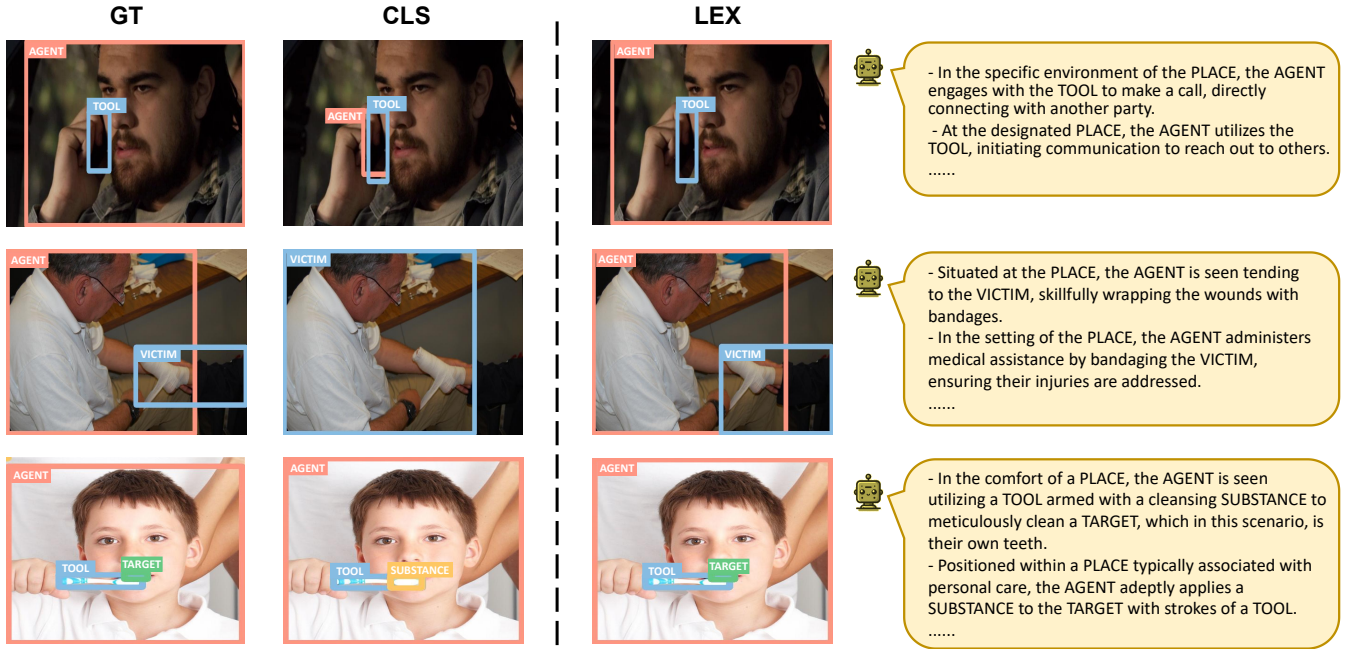 GT
CLS
LEX
AGENT
TOOL
AGENT
TOOL
AGENT
TOOL
- In the specific environment of the PLACE, the AGENT
engages with the TOOL to make a call, directly
connecting with another party.
- At the designated PLACE, the AGENT utilizes the
TOOL, initiating communication to reach out to others.
......
AGENT
VICTIM
VICTIM
AGENT
VICTIM
- Situated at the PLACE, the AGENT is seen tending
to the VICTIM, skillfully wrapping the wounds with
bandages.
- In the setting of the PLACE, the AGENT administers
medical assistance by bandaging the VICTIM,
ensuring their injuries are addressed.
......
AGENT
TOOL
TARGET
AGENT
TOOL
SUBSTANCE
AGENT
TOOL
TARGET
- In the comfort of a PLACE, the AGENT is seen
utilizing a TOOL armed with a cleansing SUBSTANCE to
meticulously clean a TARGET, which in this scenario, is
their own teeth.
- Positioned within a PLACE typically associated with
personal care, the AGENT adeptly applies a
SUBSTANCE to the TARGET with strokes of a TOOL.
......